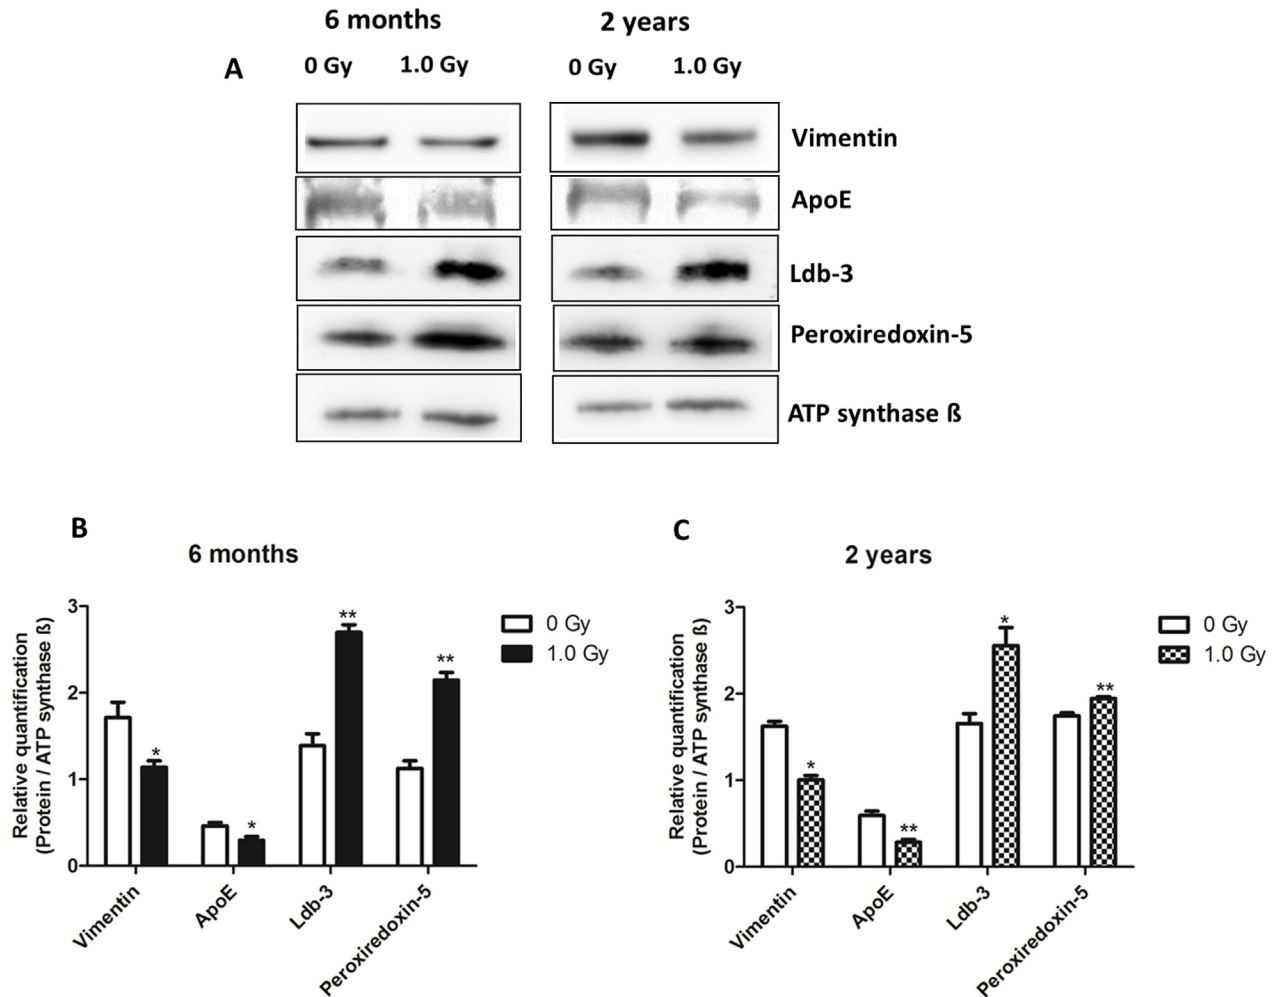 6 months 2 years
A 0 Gy 1.0 Gy 0 Gy 1.0 Gy
Vimentin
ApoE
Ldb-3
Peroxiredoxin-5
ATP synthase ß
B
6 months
Relative quantification
(Protein / ATP synthase ß)
3
2
1
0
* * ** **
0 Gy
1.0 Gy
Vimentin
ApoE
Ldb-3
Peroxiredoxin-5
C
2 years
Relative quantification
(Protein / ATP synthase ß)
3
2
1
0
* ** * **
0 Gy
1.0 Gy
Vimentin
ApoE
Ldb-3
Peroxiredoxin-5